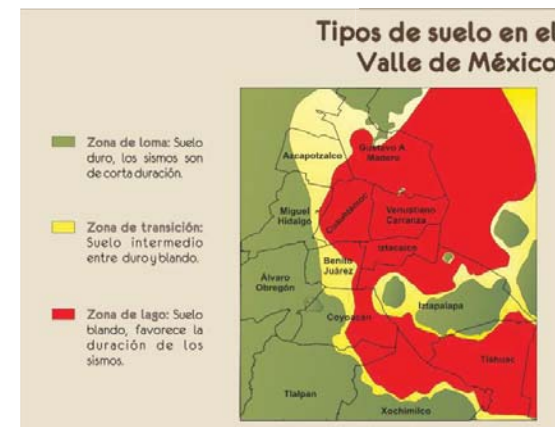 Tipos de suelo en el
Valle de México
Zona de loma: Suelo
duro, los sismos son
de corta duración.
Zona de transición:
Suelo intermedio
entre duro y blando.
Zona de lago: Suelo
blando, favorece la
duración de los
sismos.
Gustavo A
Madero
Azcapotzalco
Miguel
Hidalgo
Cuauhtémoc
Venustiano
Carranza
Iztacalco
Benito
Juárez
Álvaro
Obregón
Iztapalapa
Coyoacán
Tláhuac
Tlalpan
Xochimilco